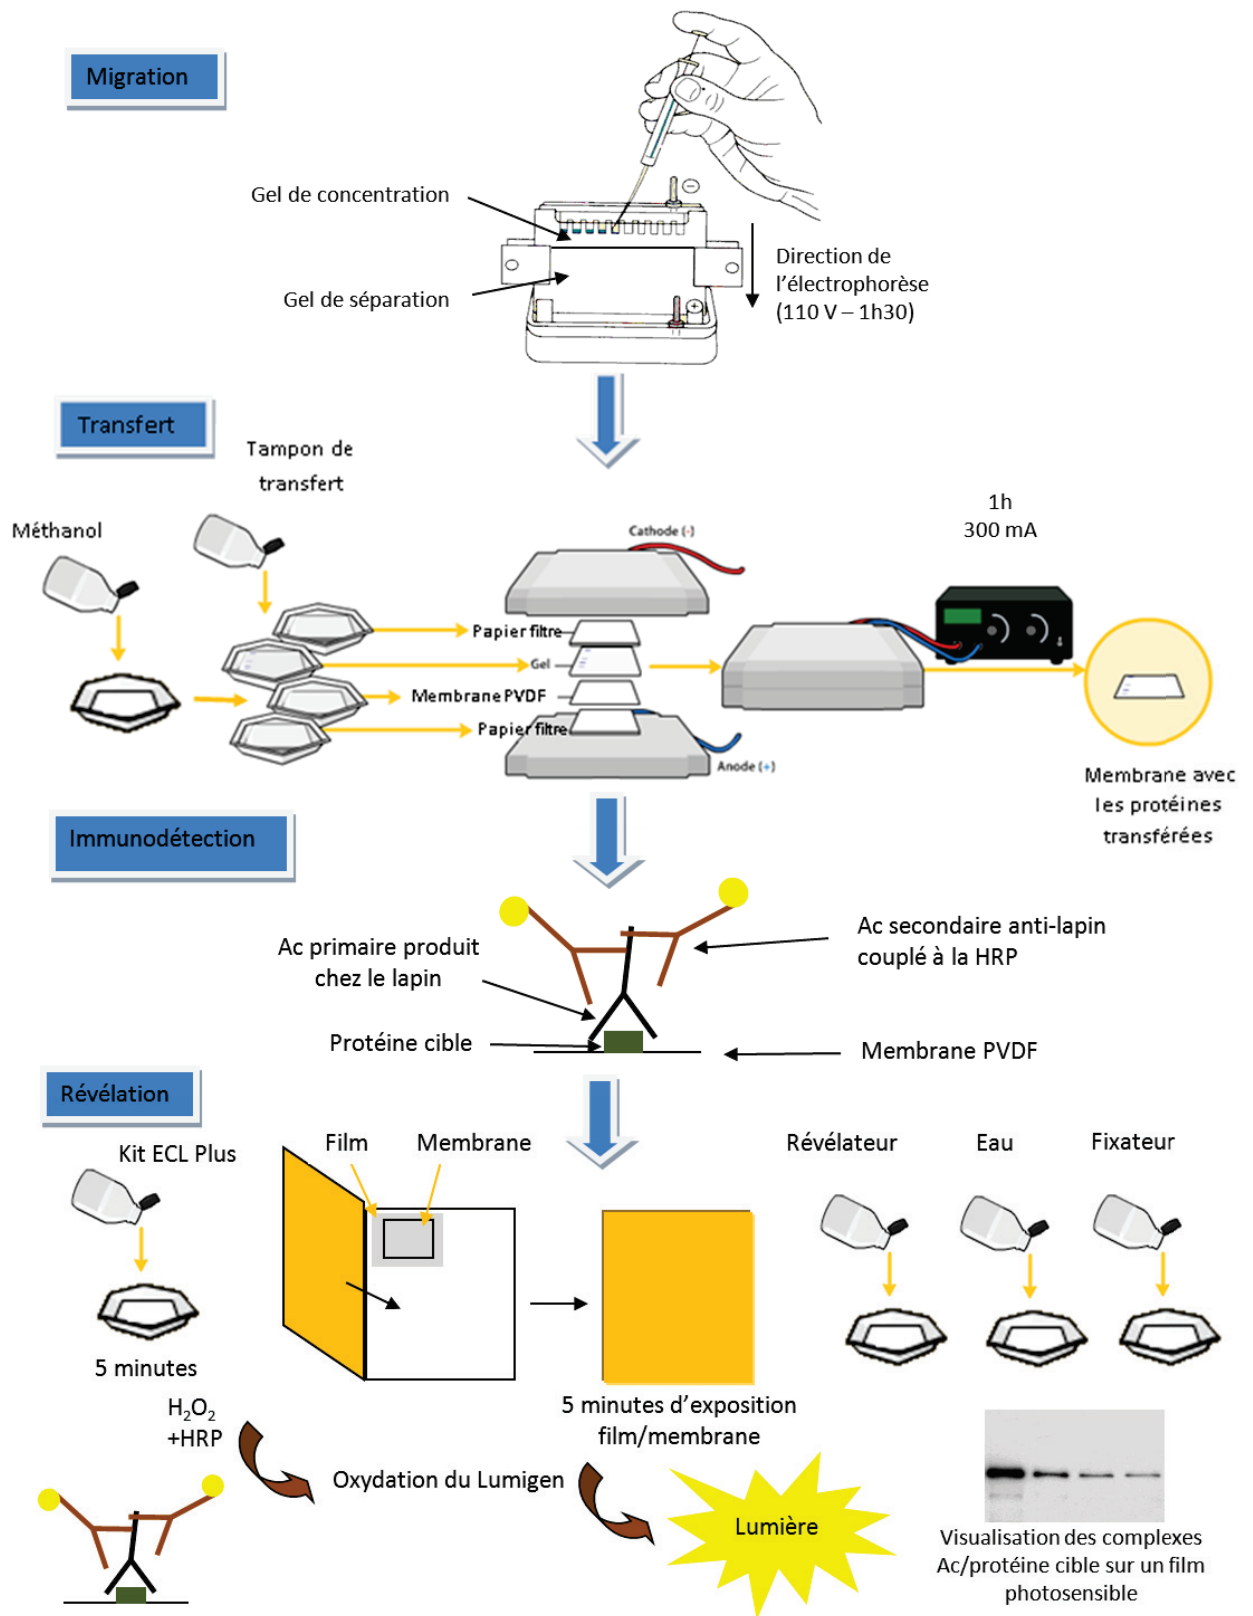 Migration
Gel de concentration
−
Direction de
l’électrophorèse
(110 V – 1h30)
Gel de séparation
+
Transfert
Tampon de
transfert
Méthanol
1h
300 mA
Cathode (-)
Papier filtre
Gel
Membrane PVDF
Papier filtre
Anode (+)
Membrane avec
les protéines
transférées
Immunodétection
Ac primaire produit
chez le lapin
Ac secondaire anti-lapin
couplé à la HRP
Protéine cible
Membrane PVDF
Révélation
Kit ECL Plus
Film
Membrane
Révélateur
Eau
Fixateur
5 minutes
H₂O₂
+HRP
5 minutes d’exposition
film/membrane
Oxydation du Lumigen
Lumière
Visualisation des complexes
Ac/protéine cible sur un film
photosensible